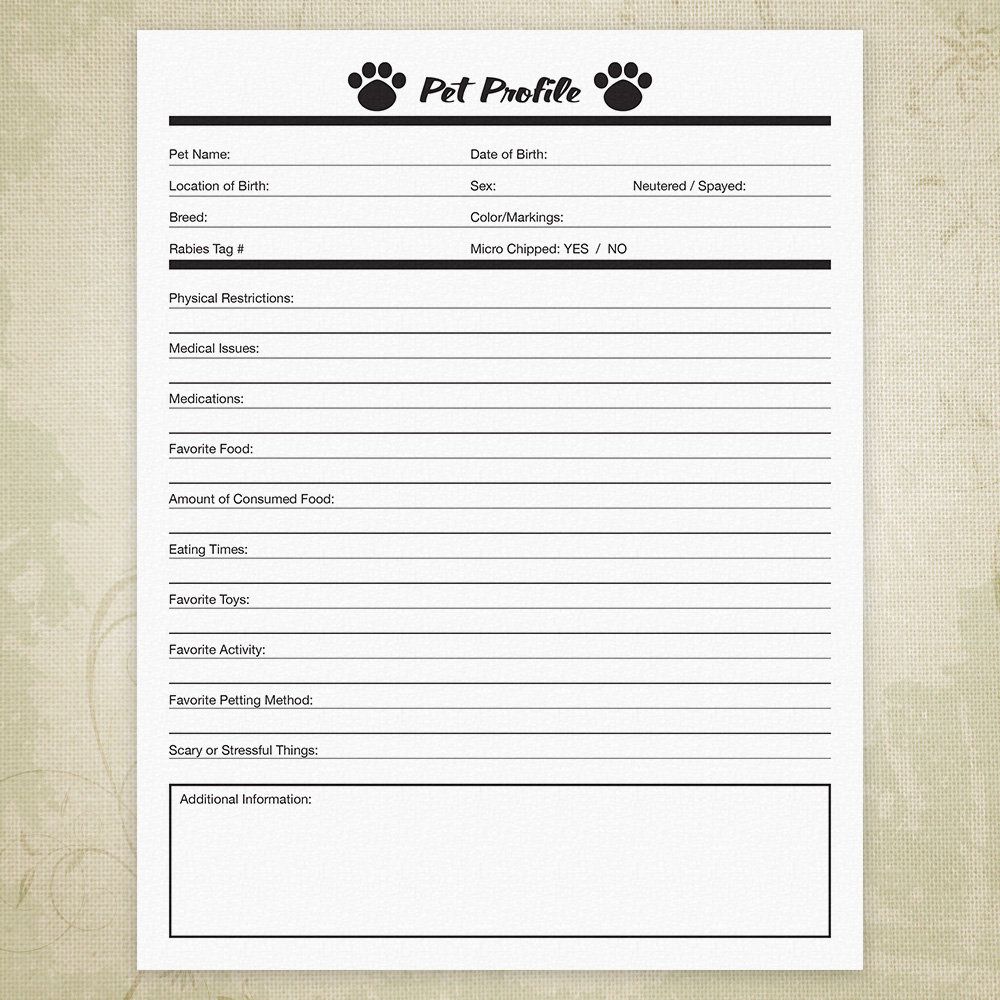 Pet Profile
Pet Name: Date of Birth:
Location of Birth: Sex: Neutered / Spayed:
Breed: Color/Markings:
Rabies Tag # Micro Chipped: YES / NO
Physical Restrictions:
Medical Issues:
Medications:
Favorite Food:
Amount of Consumed Food:
Eating Times:
Favorite Toys:
Favorite Activity:
Favorite Petting Method:
Scary or Stressful Things:
Additional Information: